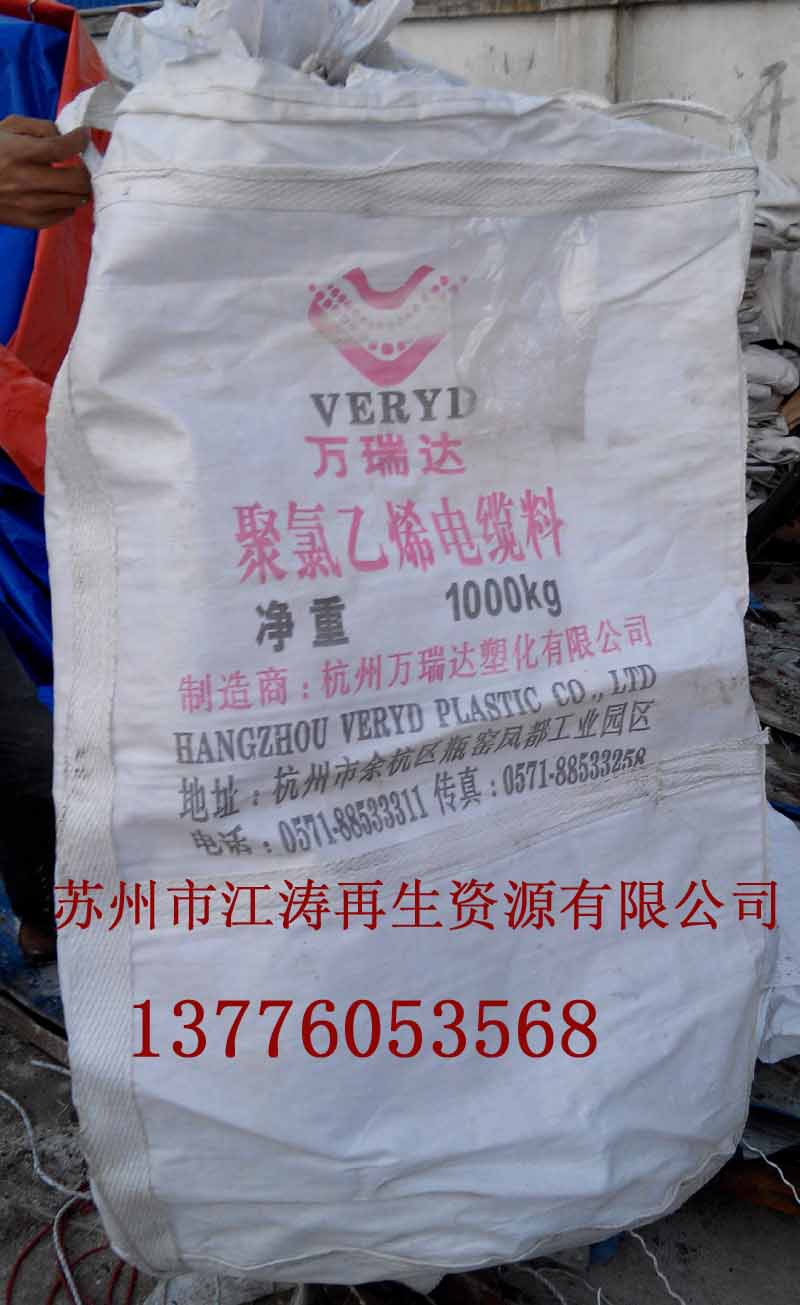 VERYD
万瑞达
聚氯乙烯电缆料
净重 1000kg
制造商：杭州万瑞达塑化有限公司
HANGZHOU VERYD PLASTIC CO., LTD
地址：杭州市余杭区瓶窑凤都工业园区
电话：0571-88533311 传真：0571-88533258
苏州市江涛再生资源有限公司
13776053568